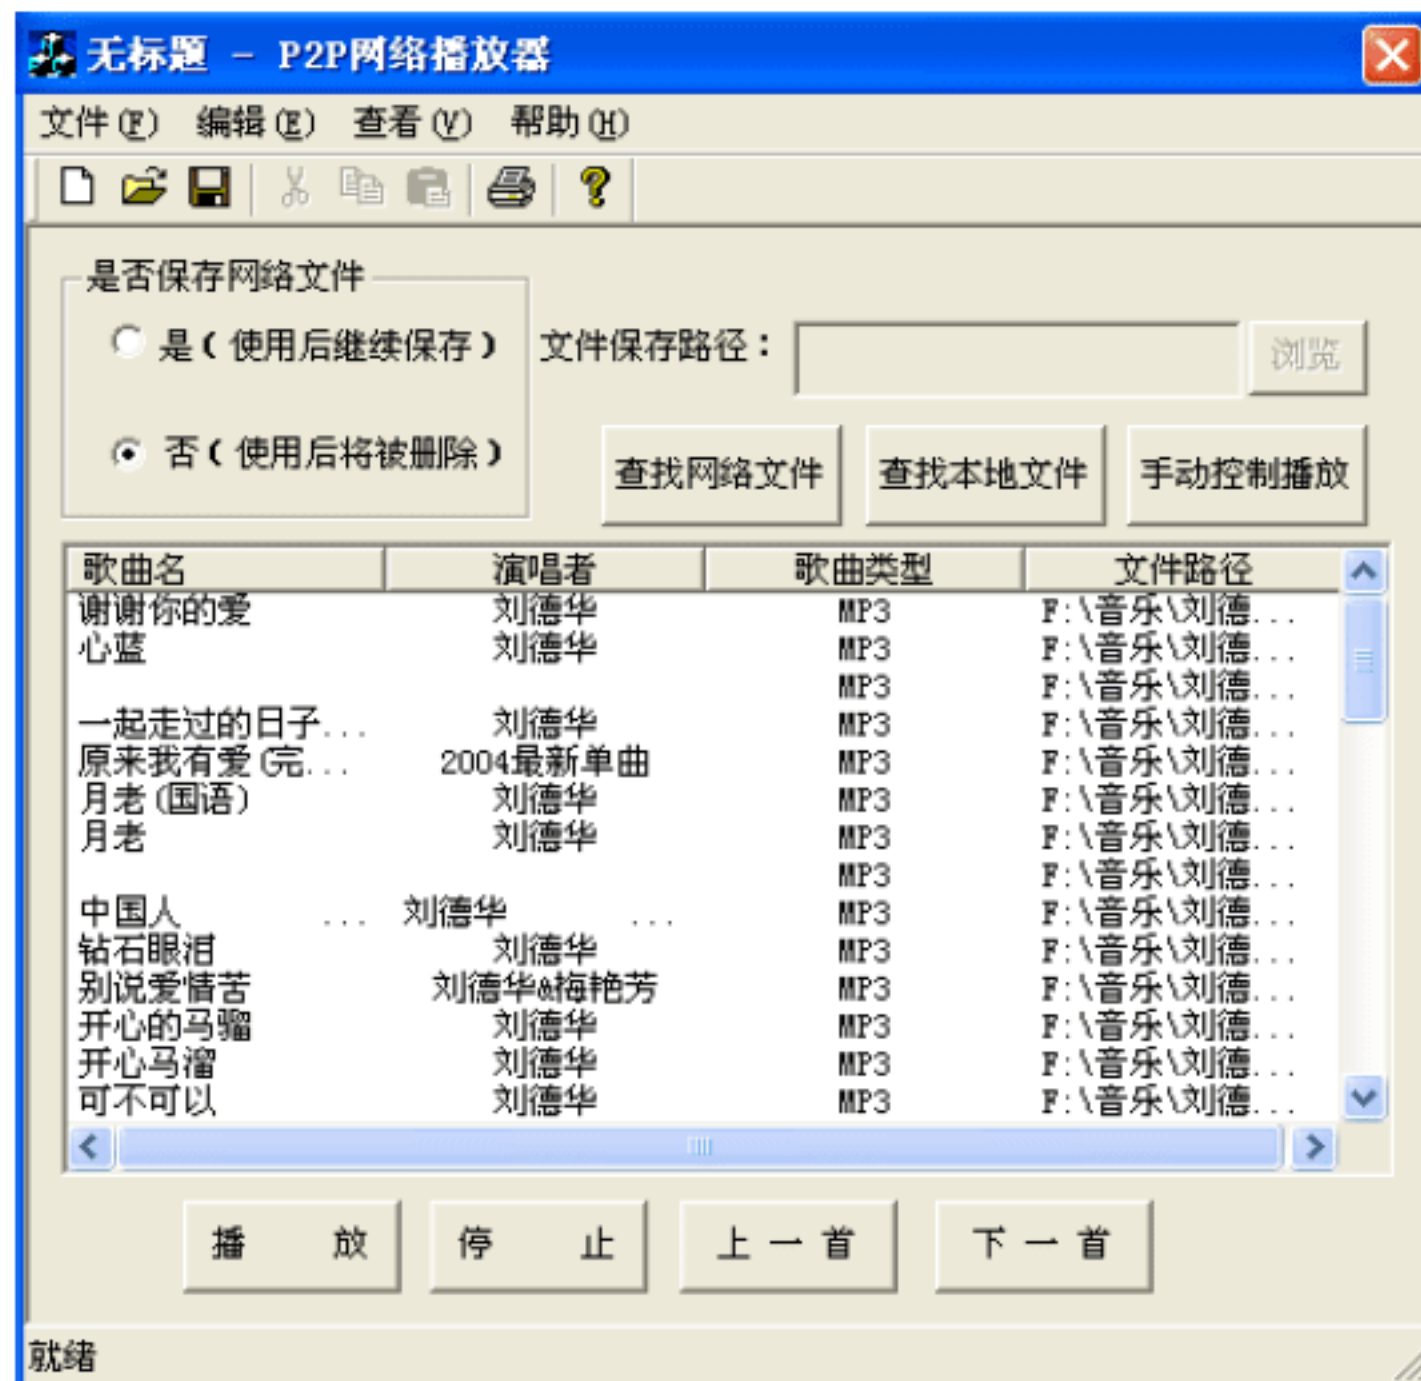 无标题 - P2P网络播放器
文件(F) 编辑(E) 查看(V) 帮助(H)
是否保存网络文件
是(使用后继续保存) 文件保存路径： 浏览
否(使用后将被删除)
查找网络文件 查找本地文件 手动控制播放
歌曲名 演唱者 歌曲类型 文件路径
谢谢你的爱 刘德华 MP3 F:\音乐\刘德...
心蓝 刘德华 MP3 F:\音乐\刘德...
MP3 F:\音乐\刘德...
一起走过的日子... 刘德华 MP3 F:\音乐\刘德...
原来我有爱(完... 2004最新单曲 MP3 F:\音乐\刘德...
月老(国语) 刘德华 MP3 F:\音乐\刘德...
月老 刘德华 MP3 F:\音乐\刘德...
MP3 F:\音乐\刘德...
中国人 ... 刘德华 ... MP3 F:\音乐\刘德...
钻石眼泪 刘德华 MP3 F:\音乐\刘德...
别说爱情苦 刘德华&梅艳芳 MP3 F:\音乐\刘德...
开心的马骝 刘德华 MP3 F:\音乐\刘德...
开心马溜 刘德华 MP3 F:\音乐\刘德...
可不可以 刘德华 MP3 F:\音乐\刘德...
播 放 停 止 上一首 下一首
就绪